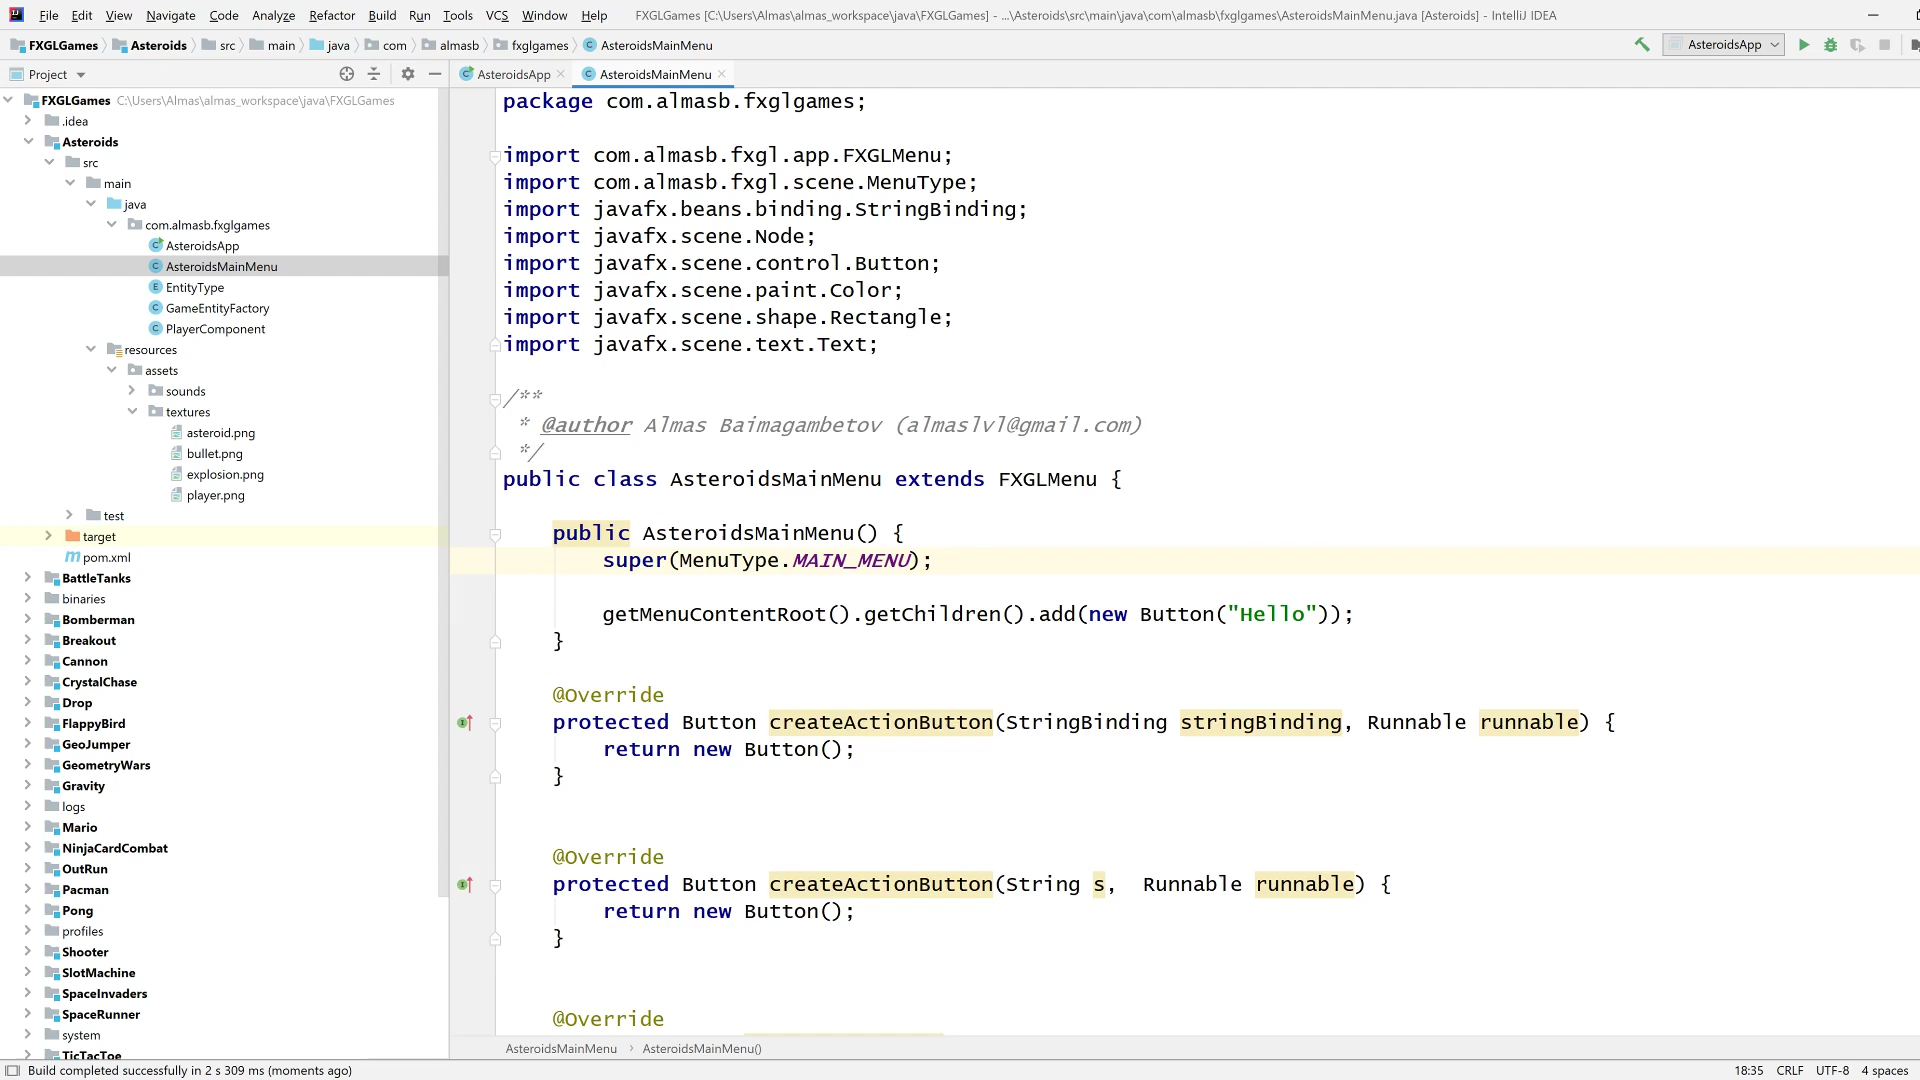 File Edit View Navigate Code Analyze Refactor Build Run Tools VCS Window Help FXGLGames [C:\Users\Almas\almas_workspace\java\FXGLGames] - ...\Asteroids\src\main\java\com\almasb\fxglgames\AsteroidsMainMenu.java [Asteroids] - IntelliJ IDEA
FXGLGames Asteroids src main java com almasb fxglgames AsteroidsMainMenu AsteroidsApp
Project AsteroidsApp AsteroidsMainMenu
FXGLGames C:\Users\Almas\almas_workspace\java\FXGLGames
.idea
Asteroids
src
main
java
com.almasb.fxglgames
AsteroidsApp
AsteroidsMainMenu
EntityType
GameEntityFactory
PlayerComponent
resources
assets
sounds
textures
asteroid.png
bullet.png
explosion.png
player.png
test
target
pom.xml
BattleTanks
binaries
Bomberman
Breakout
Cannon
CrystalChase
Drop
FlappyBird
GeoJumper
GeometryWars
Gravity
logs
Mario
NinjaCardCombat
OutRun
Pacman
Pong
profiles
Shooter
SlotMachine
SpaceInvaders
SpaceRunner
system
TicTacToe
package com.almasb.fxglgames;
import com.almasb.fxgl.app.FXGLMenu;
import com.almasb.fxgl.scene.MenuType;
import javafx.beans.binding.StringBinding;
import javafx.scene.Node;
import javafx.scene.control.Button;
import javafx.scene.paint.Color;
import javafx.scene.shape.Rectangle;
import javafx.scene.text.Text;
/**
* @author Almas Baimagambetov (almaslvl@gmail.com)
*/
public class AsteroidsMainMenu extends FXGLMenu {
public AsteroidsMainMenu() {
super(MenuType.MAIN_MENU);
getMenuContentRoot().getChildren().add(new Button("Hello"));
}
@Override
protected Button createActionButton(StringBinding stringBinding, Runnable runnable) {
return new Button();
}
@Override
protected Button createActionButton(String s, Runnable runnable) {
return new Button();
}
@Override
AsteroidsMainMenu AsteroidsMainMenu()
Build completed successfully in 2 s 309 ms (moments ago) 18:35 CRLF UTF-8 4 spaces